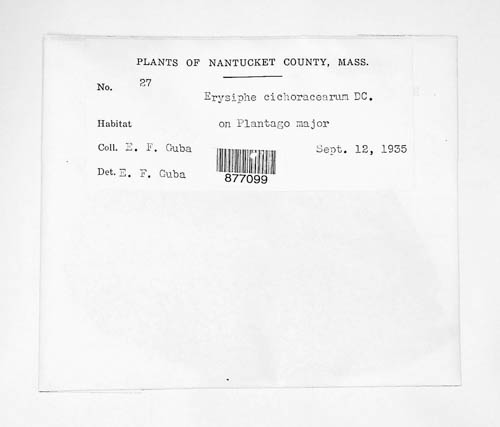 PLANTS OF NANTUCKET COUNTY, MASS.
No. 27
Erysiphe cichoracearum DC.
Habitat on Plantago major
Coll. E. F. Guba Sept. 12, 1935
Det. E. F. Guba
877099